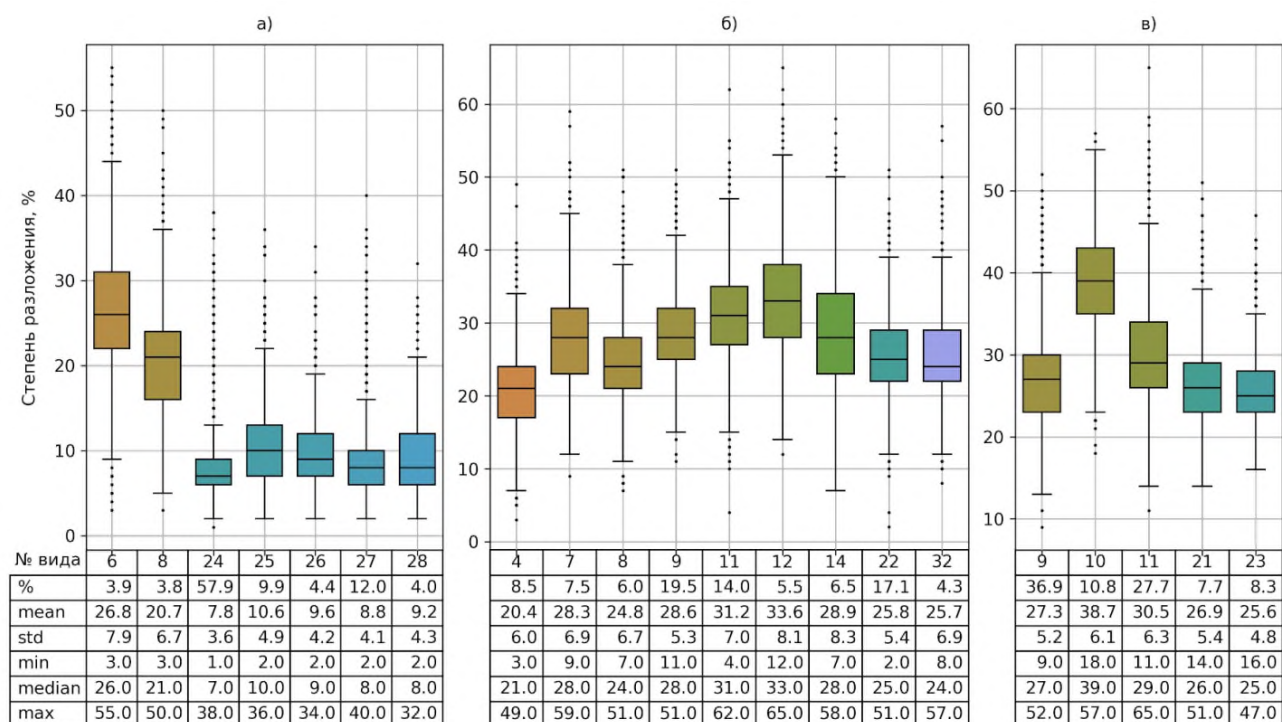 а) б) в)
Степень разложения, %
50
40
30
20
10
0
60
50
40
30
20
10
0
60
50
40
30
20
10
№ вида 6 8 24 25 26 27 28 4 7 8 9 11 12 14 22 32 9 10 11 21 23
% 3.9 3.8 57.9 9.9 4.4 12.0 4.0 8.5 7.5 6.0 19.5 14.0 5.5 6.5 17.1 4.3 36.9 10.8 27.7 7.7 8.3
mean 26.8 20.7 7.8 10.6 9.6 8.8 9.2 20.4 28.3 24.8 28.6 31.2 33.6 28.9 25.8 25.7 27.3 38.7 30.5 26.9 25.6
std 7.9 6.7 3.6 4.9 4.2 4.1 4.3 6.0 6.9 6.7 5.3 7.0 8.1 8.3 5.4 6.9 5.2 6.1 6.3 5.4 4.8
min 3.0 3.0 1.0 2.0 2.0 2.0 2.0 3.0 9.0 7.0 11.0 4.0 12.0 7.0 2.0 8.0 9.0 18.0 11.0 14.0 16.0
median 26.0 21.0 7.0 10.0 9.0 8.0 8.0 21.0 28.0 24.0 28.0 31.0 33.0 28.0 25.0 24.0 27.0 39.0 29.0 26.0 25.0
max 55.0 50.0 38.0 36.0 34.0 40.0 32.0 49.0 59.0 51.0 51.0 62.0 65.0 58.0 51.0 57.0 52.0 57.0 65.0 51.0 47.0